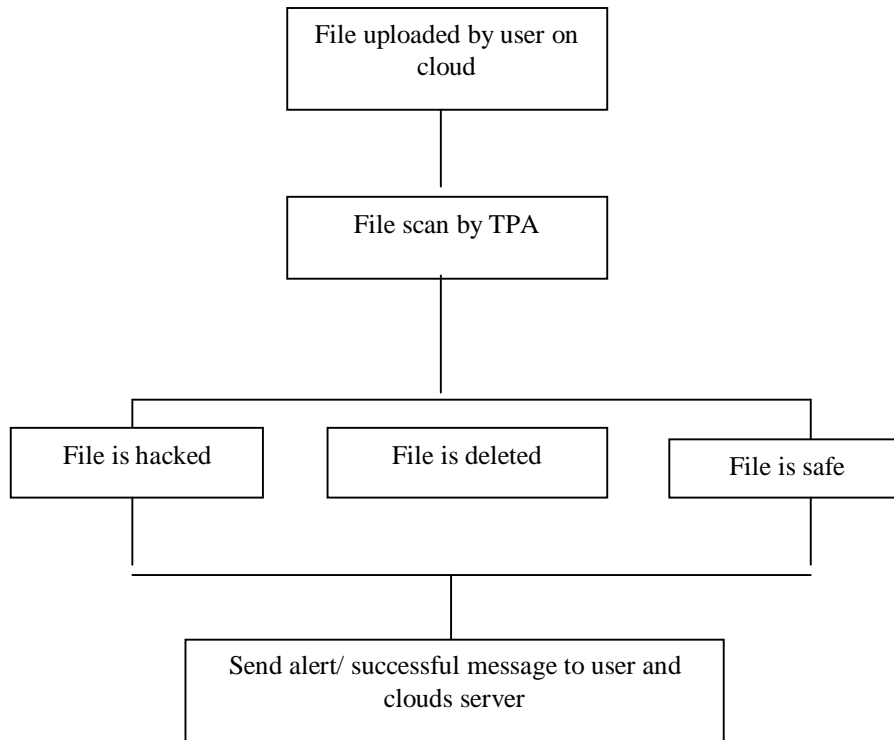 File uploaded by user on
cloud
File scan by TPA
File is hacked
File is deleted
File is safe
Send alert/ successful message to user and
clouds server